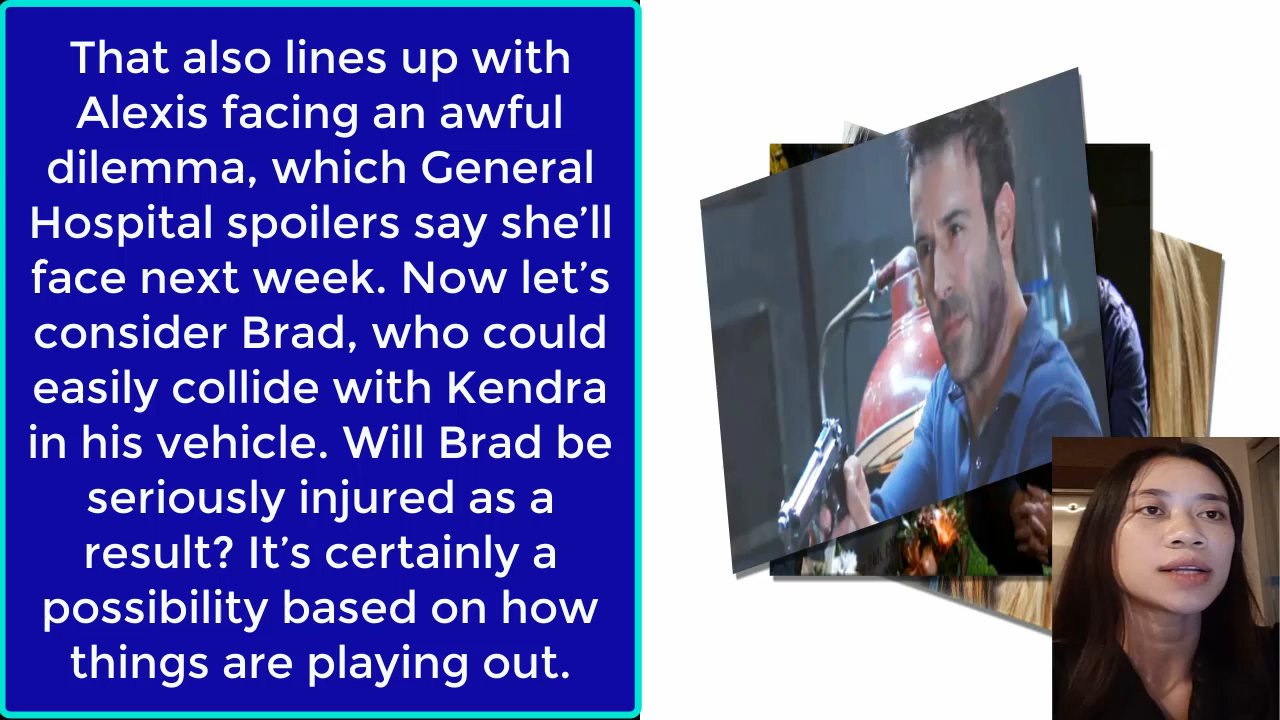 That also lines up with
Alexis facing an awful
dilemma, which General
Hospital spoilers say she’ll
face next week. Now let’s
consider Brad, who could
easily collide with Kendra
in his vehicle. Will Brad be
seriously injured as a
result? It’s certainly a
possibility based on how
things are playing out.